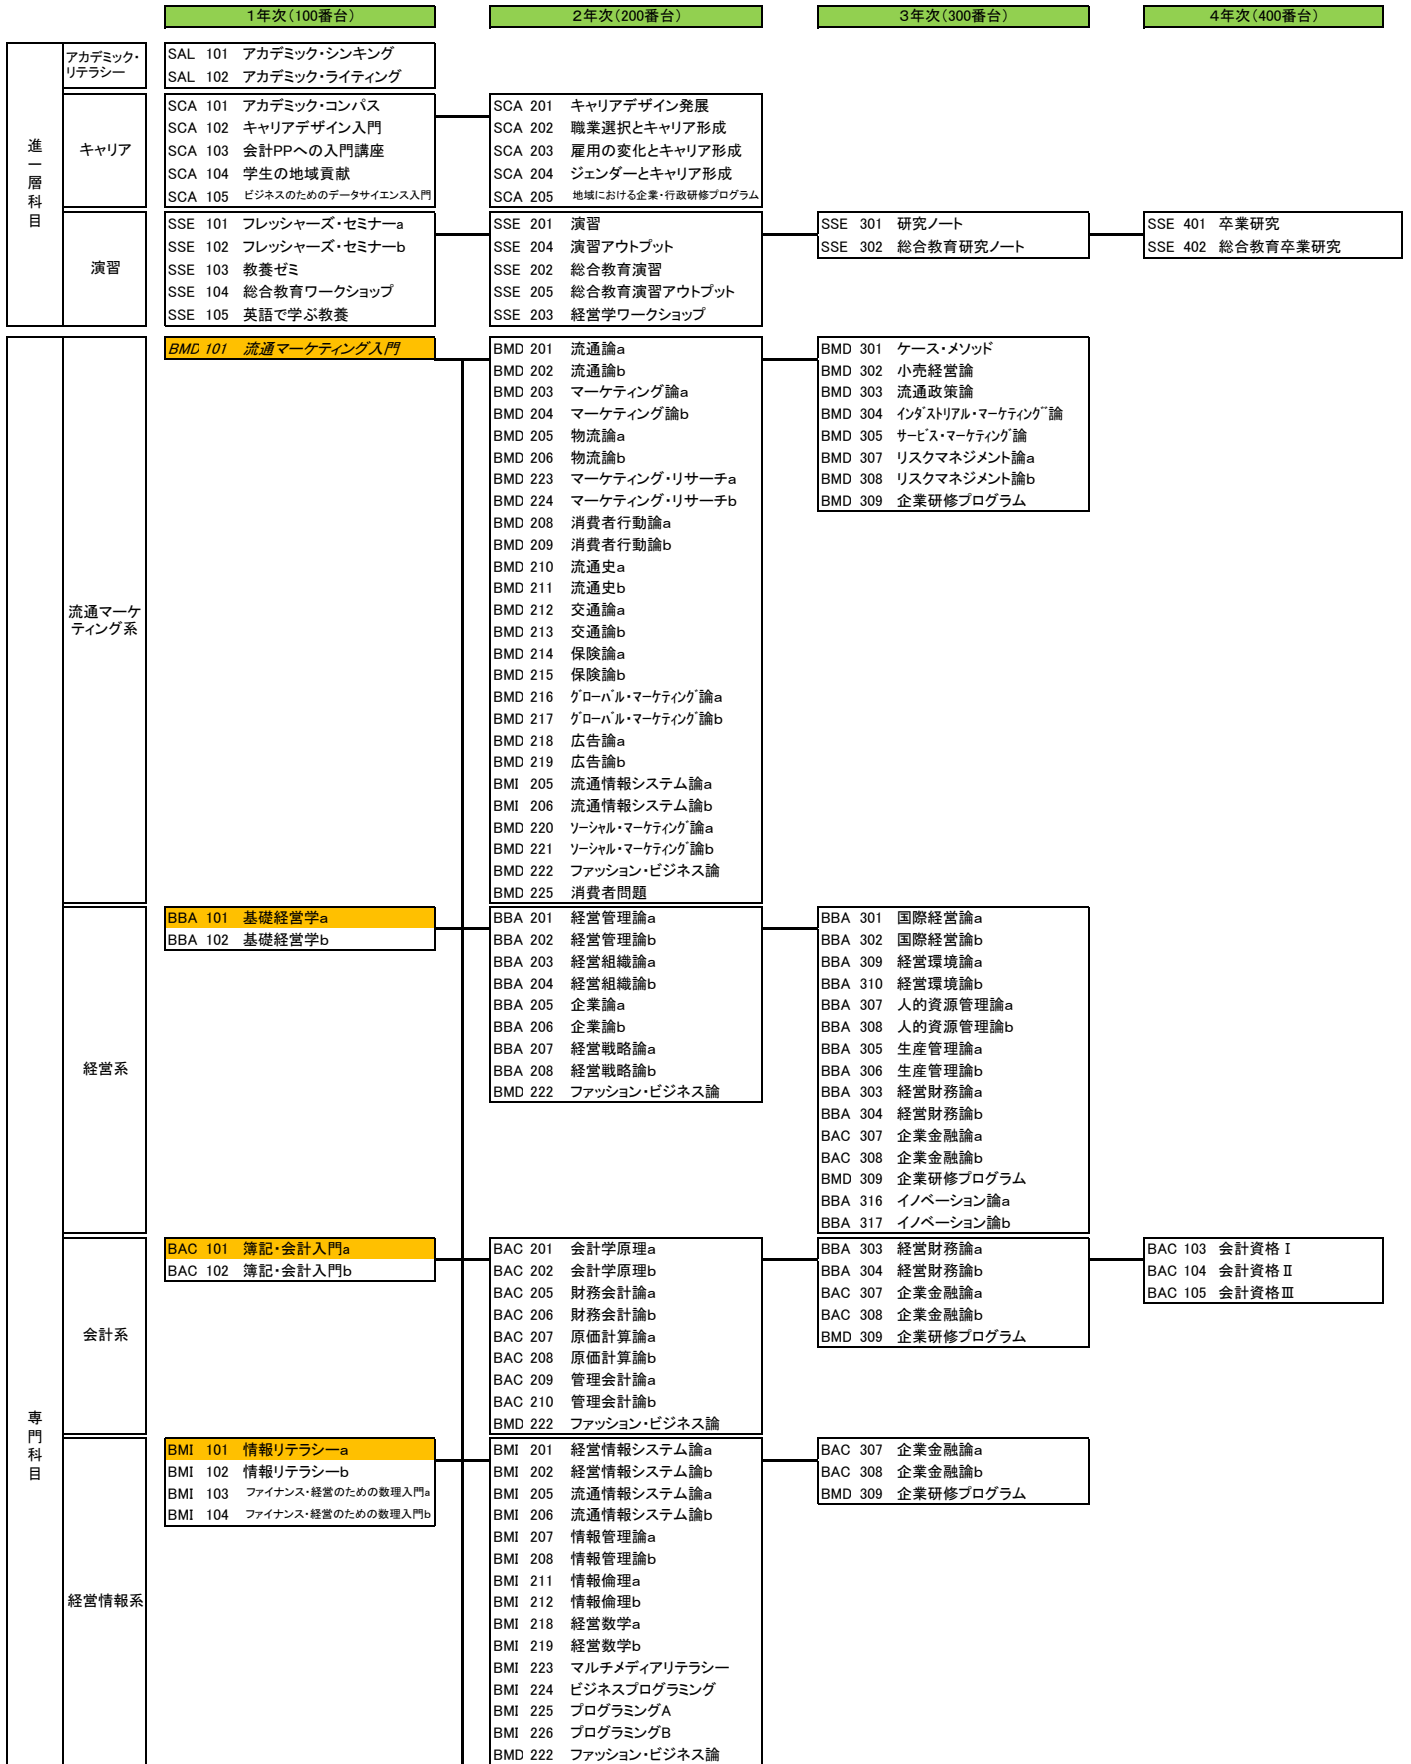 1年次(100番台)
2年次(200番台)
3年次(300番台)
4年次(400番台)
進一層科目
アカデミック・
リテラシー
SAL 101 アカデミック・シンキング
SAL 102 アカデミック・ライティング
キャリア
SCA 101 アカデミック・コンパス
SCA 102 キャリアデザイン入門
SCA 103 会計PPへの入門講座
SCA 104 学生の地域貢献
SCA 105 ビジネスのためのデータサイエンス入門
SCA 201 キャリアデザイン発展
SCA 202 職業選択とキャリア形成
SCA 203 雇用の変化とキャリア形成
SCA 204 ジェンダーとキャリア形成
SCA 205 地域における企業・行政研修プログラム
演習
SSE 101 フレッシャーズ・セミナーa
SSE 102 フレッシャーズ・セミナーb
SSE 103 教養ゼミ
SSE 104 総合教育ワークショップ
SSE 105 英語で学ぶ教養
SSE 201 演習
SSE 204 演習アウトプット
SSE 202 総合教育演習
SSE 205 総合教育演習アウトプット
SSE 203 経営学ワークショップ
SSE 301 研究ノート
SSE 302 総合教育研究ノート
SSE 401 卒業研究
SSE 402 総合教育卒業研究
専門科目
流通マーケ
ティング系
BMD 101 流通マーケティング入門
BMD 201 流通論a
BMD 202 流通論b
BMD 203 マーケティング論a
BMD 204 マーケティング論b
BMD 205 物流論a
BMD 206 物流論b
BMD 223 マーケティング・リサーチa
BMD 224 マーケティング・リサーチb
BMD 208 消費者行動論a
BMD 209 消費者行動論b
BMD 210 流通史a
BMD 211 流通史b
BMD 212 交通論a
BMD 213 交通論b
BMD 214 保険論a
BMD 215 保険論b
BMD 216 グローバル・マーケティング論a
BMD 217 グローバル・マーケティング論b
BMD 218 広告論a
BMD 219 広告論b
BMI 205 流通情報システム論a
BMI 206 流通情報システム論b
BMD 220 ソーシャル・マーケティング論a
BMD 221 ソーシャル・マーケティング論b
BMD 222 ファッション・ビジネス論
BMD 225 消費者問題
BMD 301 ケース・メソッド
BMD 302 小売経営論
BMD 303 流通政策論
BMD 304 インダストリアル・マーケティング゙論
BMD 305 サービス・マーケティング論
BMD 307 リスクマネジメント論a
BMD 308 リスクマネジメント論b
BMD 309 企業研修プログラム
経営系
BBA 101 基礎経営学a
BBA 102 基礎経営学b
BBA 201 経営管理論a
BBA 202 経営管理論b
BBA 203 経営組織論a
BBA 204 経営組織論b
BBA 205 企業論a
BBA 206 企業論b
BBA 207 経営戦略論a
BBA 208 経営戦略論b
BMD 222 ファッション・ビジネス論
BBA 301 国際経営論a
BBA 302 国際経営論b
BBA 309 経営環境論a
BBA 310 経営環境論b
BBA 307 人的資源管理論a
BBA 308 人的資源管理論b
BBA 305 生産管理論a
BBA 306 生産管理論b
BBA 303 経営財務論a
BBA 304 経営財務論b
BAC 307 企業金融論a
BAC 308 企業金融論b
BMD 309 企業研修プログラム
BBA 316 イノベーション論a
BBA 317 イノベーション論b
会計系
BAC 101 簿記・会計入門a
BAC 102 簿記・会計入門b
BAC 201 会計学原理a
BAC 202 会計学原理b
BAC 205 財務会計論a
BAC 206 財務会計論b
BAC 207 原価計算論a
BAC 208 原価計算論b
BAC 209 管理会計論a
BAC 210 管理会計論b
BMD 222 ファッション・ビジネス論
BBA 303 経営財務論a
BBA 304 経営財務論b
BAC 307 企業金融論a
BAC 308 企業金融論b
BMD 309 企業研修プログラム
BAC 103 会計資格Ⅰ
BAC 104 会計資格Ⅱ
BAC 105 会計資格Ⅲ
経営情報系
BMI 101 情報リテラシーa
BMI 102 情報リテラシーb
BMI 103 ファイナンス・経営のための数理入門a
BMI 104 ファイナンス・経営のための数理入門b
BMI 201 経営情報システム論a
BMI 202 経営情報システム論b
BMI 205 流通情報システム論a
BMI 206 流通情報システム論b
BMI 207 情報管理論a
BMI 208 情報管理論b
BMI 211 情報倫理a
BMI 212 情報倫理b
BMI 218 経営数学a
BMI 219 経営数学b
BMI 223 マルチメディアリテラシー
BMI 224 ビジネスプログラミング
BMI 225 プログラミングA
BMI 226 プログラミングB
BMD 222 ファッション・ビジネス論
BAC 307 企業金融論a
BAC 308 企業金融論b
BMD 309 企業研修プログラム